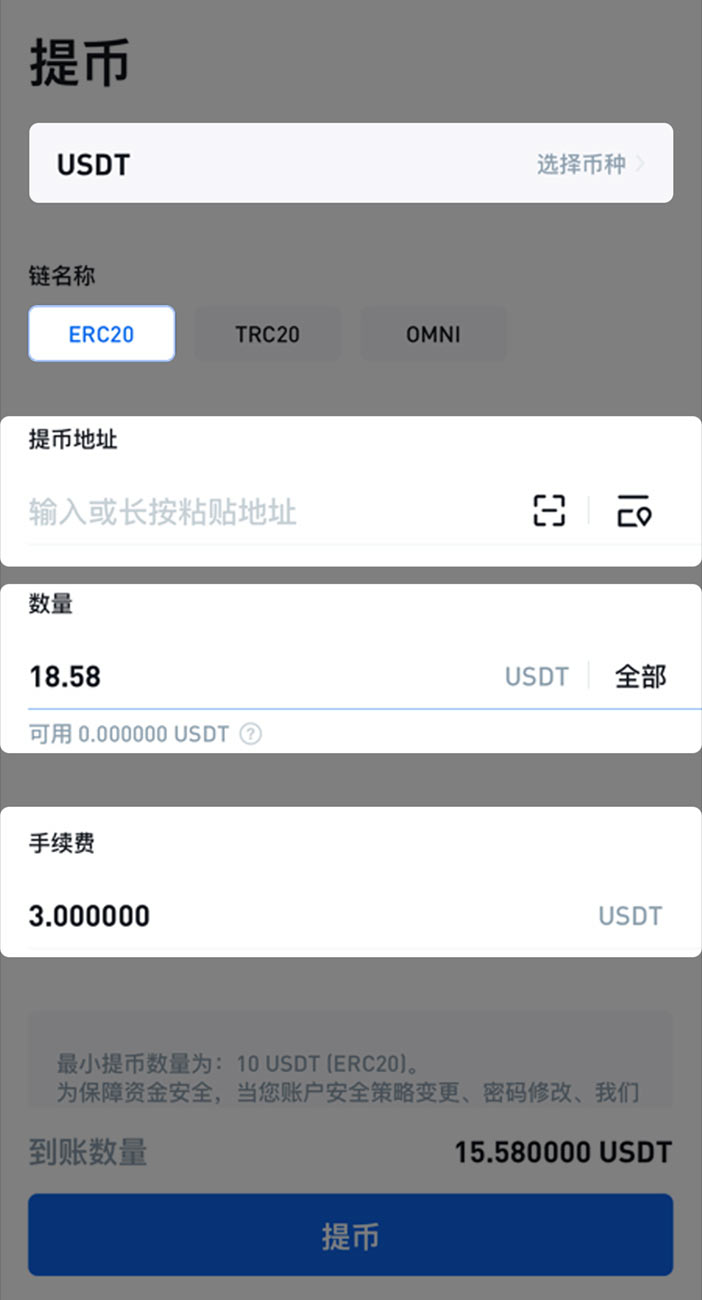 提币
USDT 选择币种
链名称
ERC20 TRC20 OMNI
提币地址
输入或长按粘贴地址
数量
18.58 USDT 全部
可用 0.000000 USDT ?
手续费
3.000000 USDT
最小提币数量为：10 USDT (ERC20)。
为保障资金安全，当您账户安全策略变更、密码修改、我们
到账数量 15.580000 USDT
提币